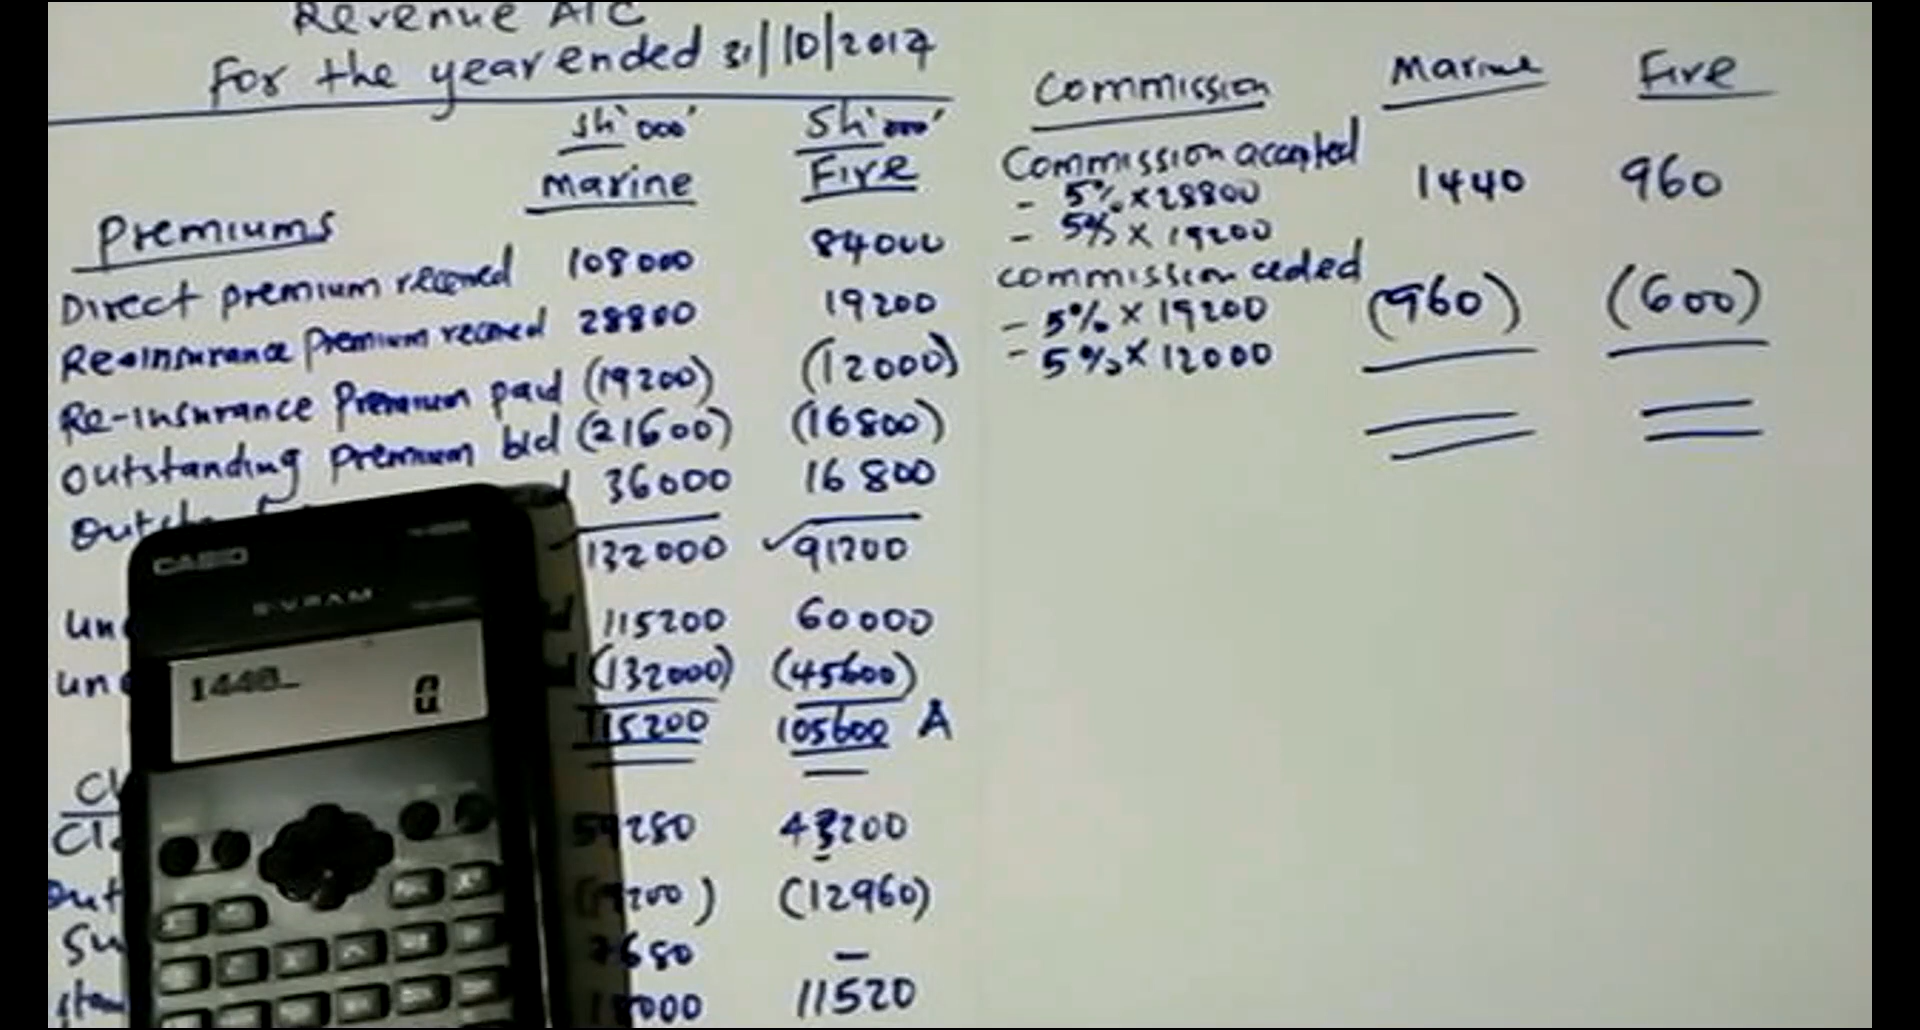 Revenue A/C
For the year ended 31/10/2017
Sh'000' Sh'000'
Marine Fire
Premiums
Direct premium received 108000 84000
Re-insurance Premium received 28800 19200
Re-insurance Premium paid (19200) (12000)
Outstanding premium b/d (21600) (16800)
36000 16800
132000 91200
115200 60000
(132000) (45600)
115200 105600 A
43200
(12960)
-
11520
CASIO
1440
0
Commission Marine Fire
Commission accepted 1440 960
- 5% x 28800
- 5% x 19200
Commission ceded (960) (600)
- 5% x 19200
- 5% x 12000